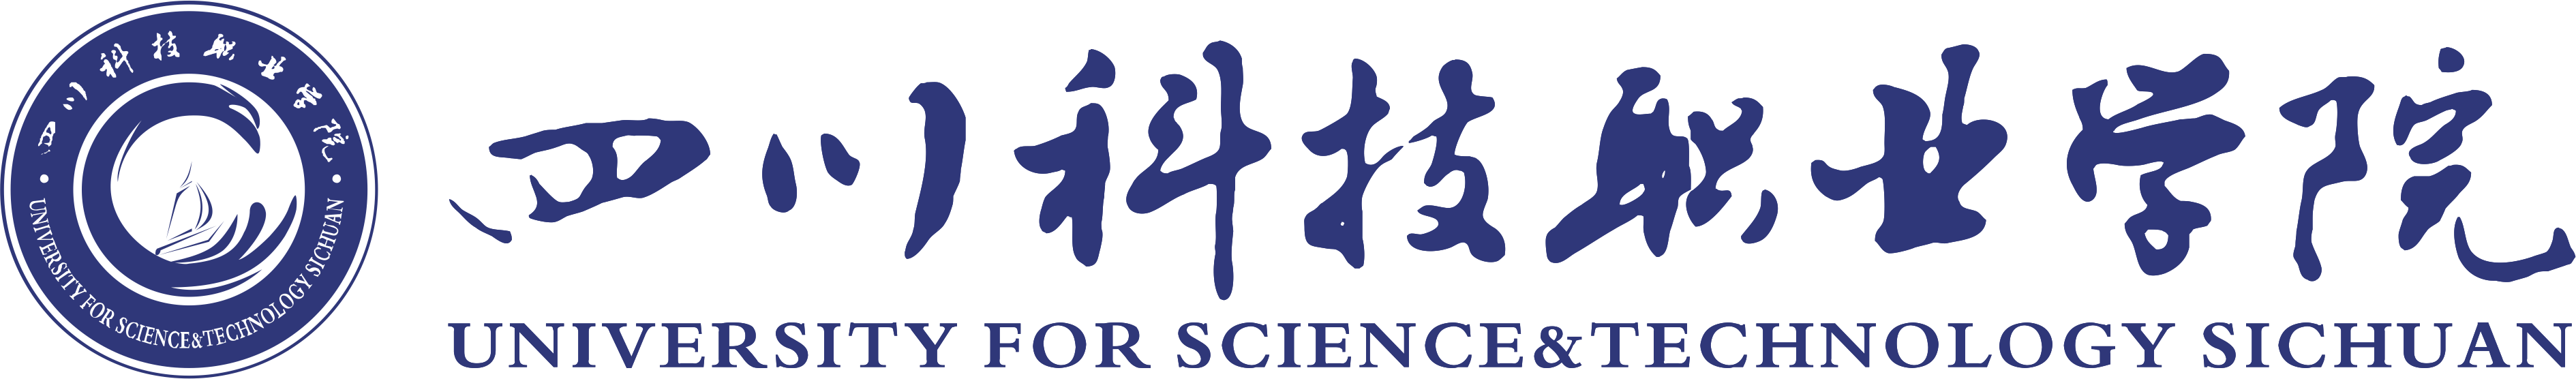 四川科技职业学院
·UNIVERSITY FOR SCIENCE&TECHNOLOGY SICHUAN·
四川科技职业学院
UNIVERSITY FOR SCIENCE&TECHNOLOGY SICHUAN